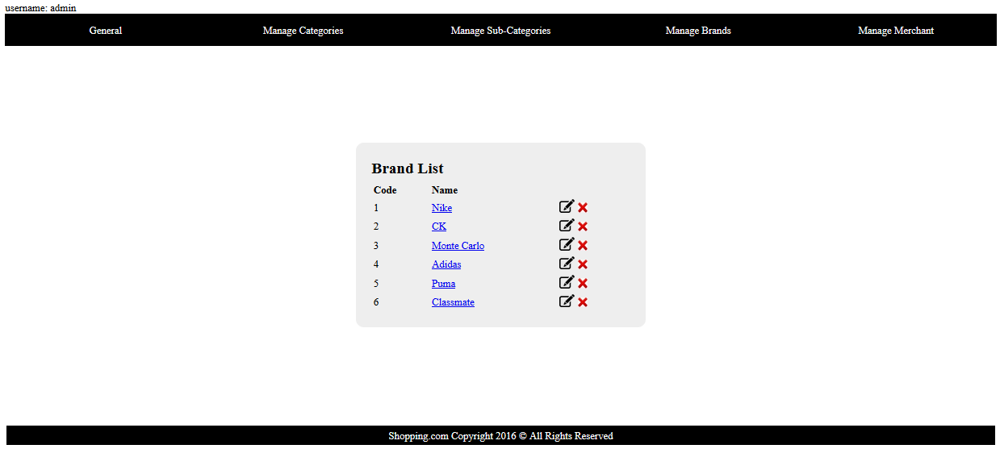 username: admin
General Manage Categories Manage Sub-Categories Manage Brands Manage Merchant
Brand List
Code Name
1 Nike
2 CK
3 Monte Carlo
4 Adidas
5 Puma
6 Classmate
Shopping.com Copyright 2016 © All Rights Reserved